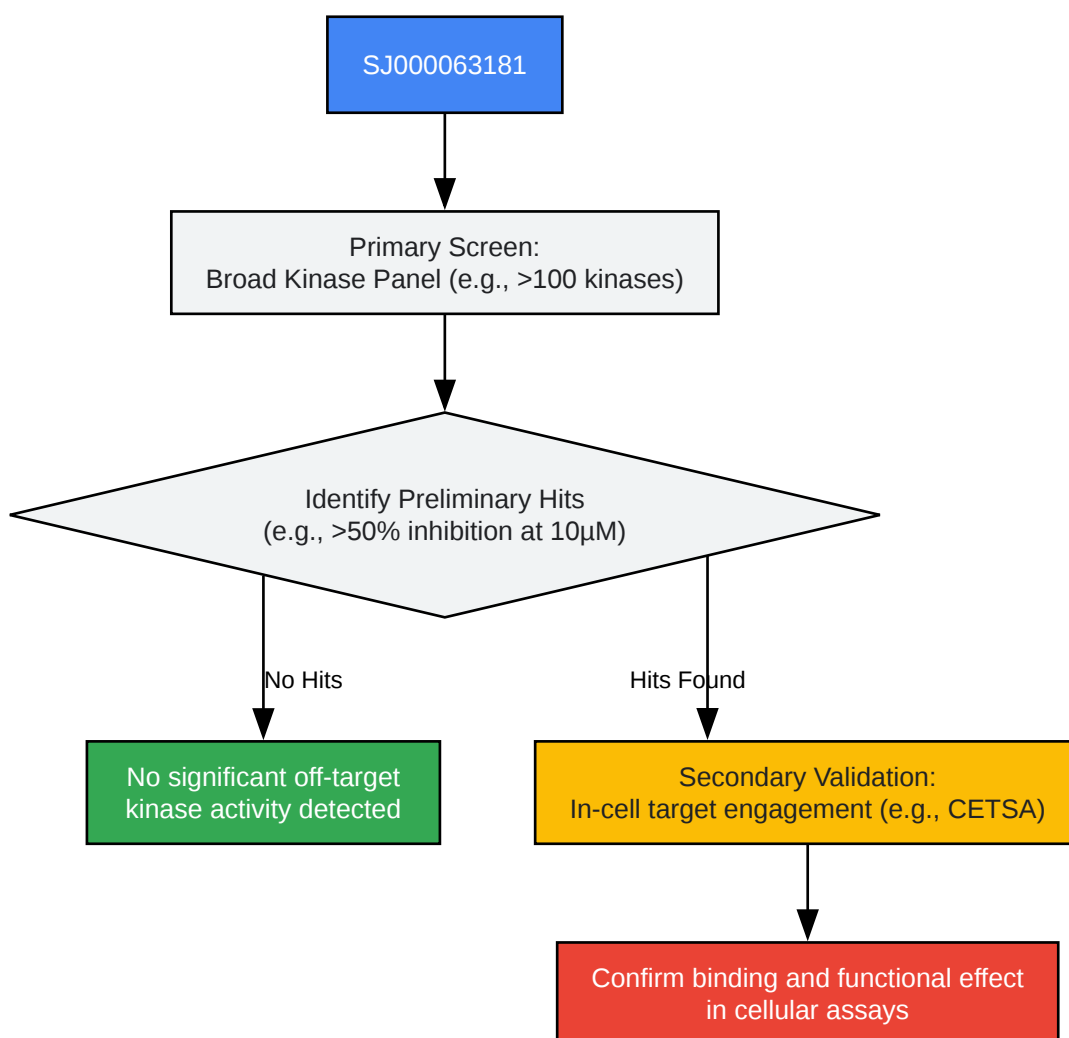 SJ000063181
Primary Screen:
Broad Kinase Panel (e.g., >100 kinases)
Identify Preliminary Hits
(e.g., >50% inhibition at 10µM)
No Hits
Hits Found
No significant off-target
kinase activity detected
Secondary Validation:
In-cell target engagement (e.g., CETSA)
Confirm binding and functional effect
in cellular assays